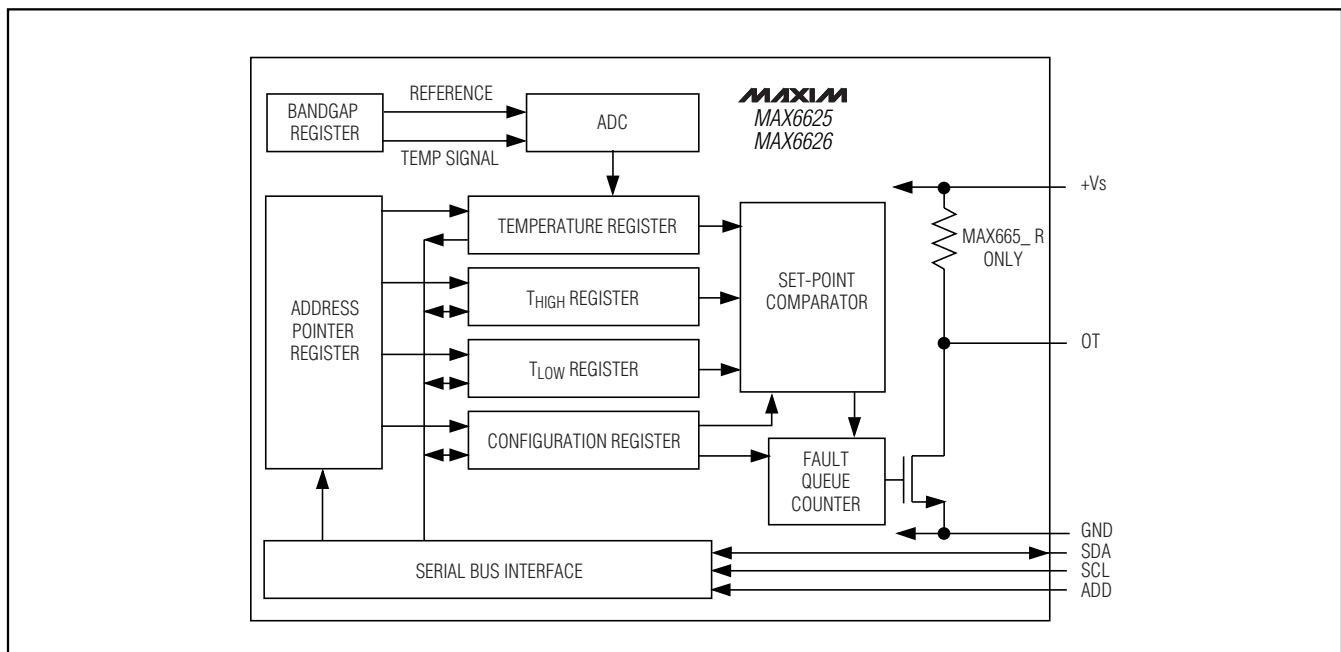 BANDGAP
REGISTER
REFERENCE
TEMP SIGNAL
ADC
MAXIM
MAX6625
MAX6626
+Vs
ADDRESS
POINTER
REGISTER
TEMPERATURE REGISTER
THIGH REGISTER
TLOW REGISTER
CONFIGURATION REGISTER
SET-POINT
COMPARATOR
MAX665_ R
ONLY
OT
FAULT
QUEUE
COUNTER
GND
SDA
SCL
ADD
SERIAL BUS INTERFACE